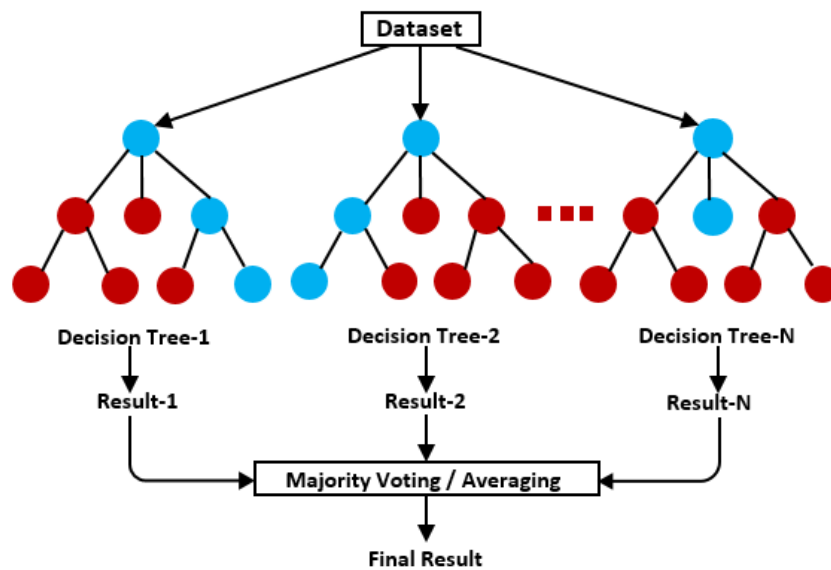 Dataset
Decision Tree-1
Decision Tree-2
Decision Tree-N
Result-1
Result-2
Result-N
Majority Voting / Averaging
Final Result